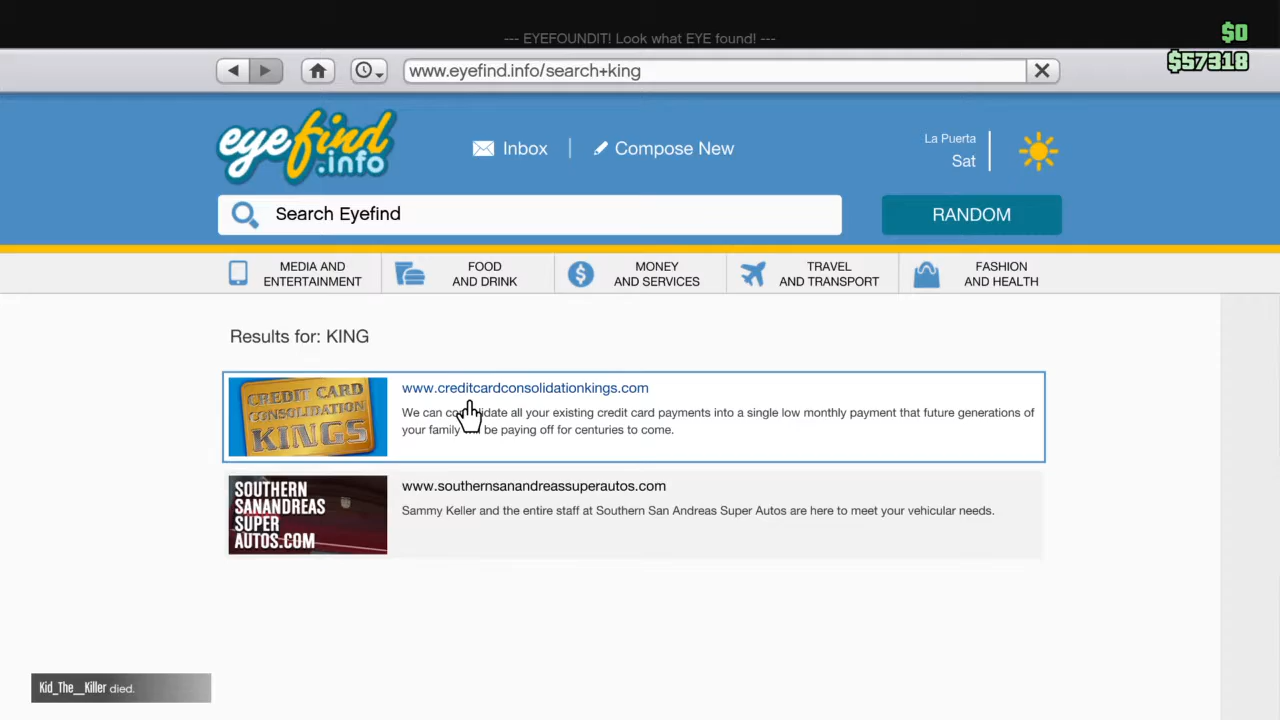 --- EYEFOUNDIT! Look what EYE found! ---
$0
$57318
www.eyefind.info/search+king
eyefind
.info
Inbox
Compose New
La Puerta
Sat
Search Eyefind
RANDOM
MEDIA AND
ENTERTAINMENT
FOOD
AND DRINK
MONEY
AND SERVICES
TRAVEL
AND TRANSPORT
FASHION
AND HEALTH
Results for: KING
CREDIT CARD
CONSOLIDATION
KINGS
www.creditcardconsolidationkings.com
We can consolidate all your existing credit card payments into a single low monthly payment that future generations of
your family be paying off for centuries to come.
SOUTHERN
SANANDREAS
SUPER
AUTOS.COM
www.southernsanandreassuperautos.com
Sammy Keller and the entire staff at Southern San Andreas Super Autos are here to meet your vehicular needs.
Kid_The__Killer died.